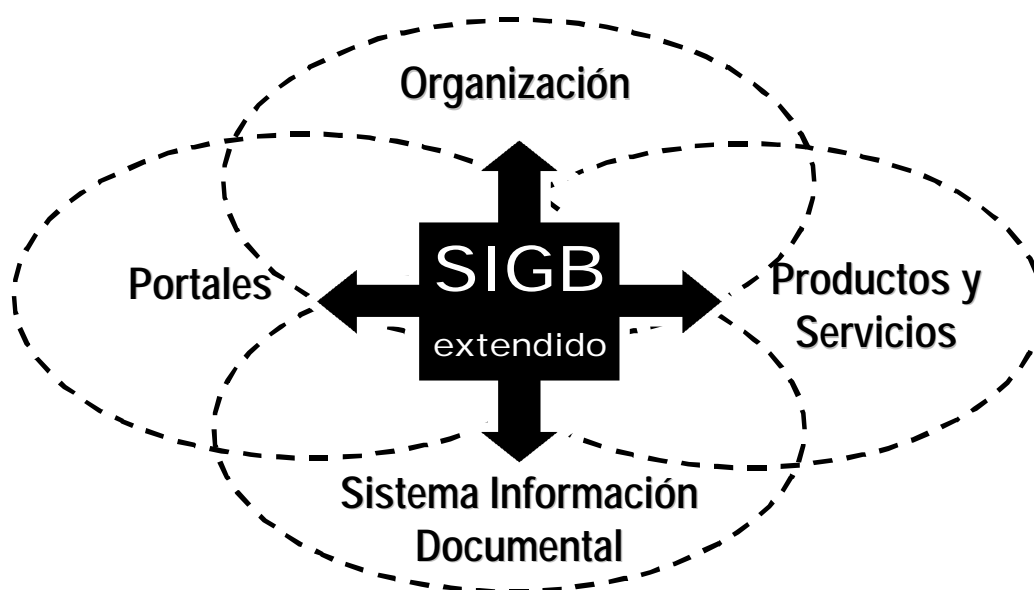 Organización
SIGB
extendido
Portales
Productos y
Servicios
Sistema Información
Documental